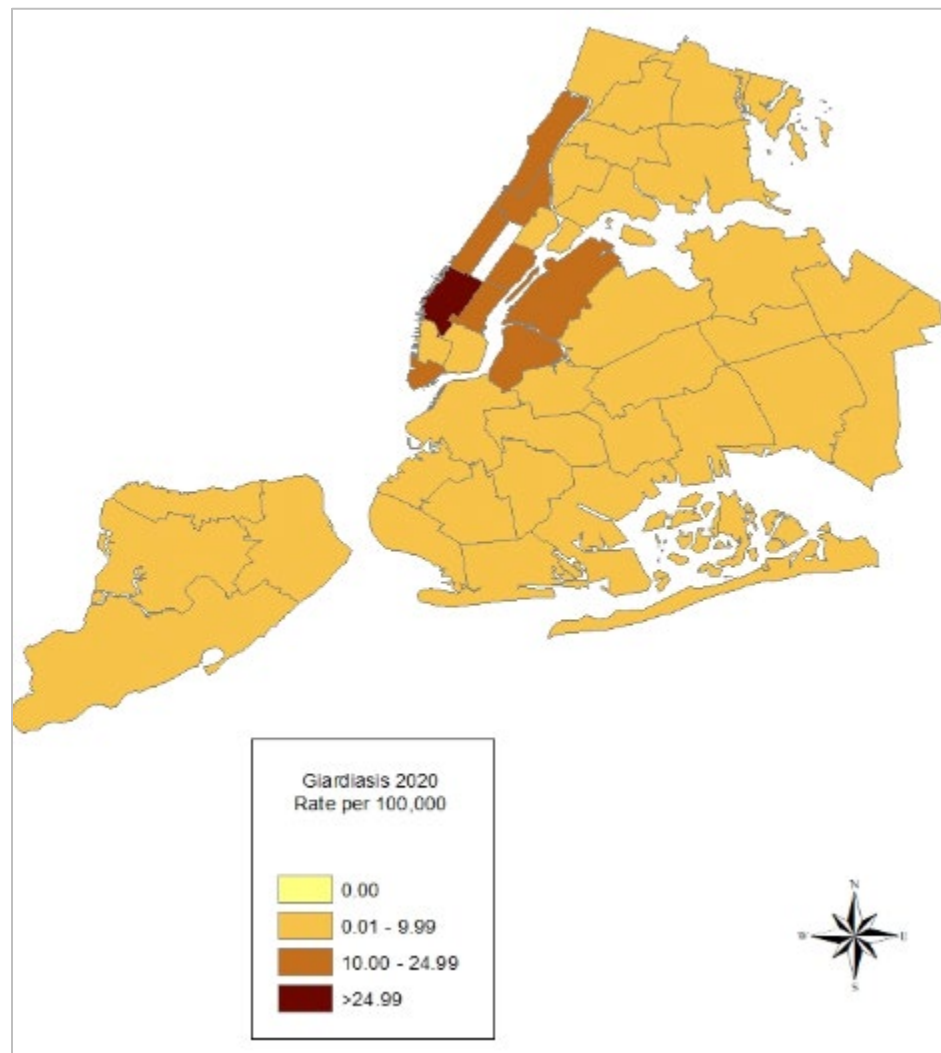 Giardiasis 2020
Rate per 100,000
0.00
0.01 - 9.99
10.00 - 24.99
>24.99
N
W E
S